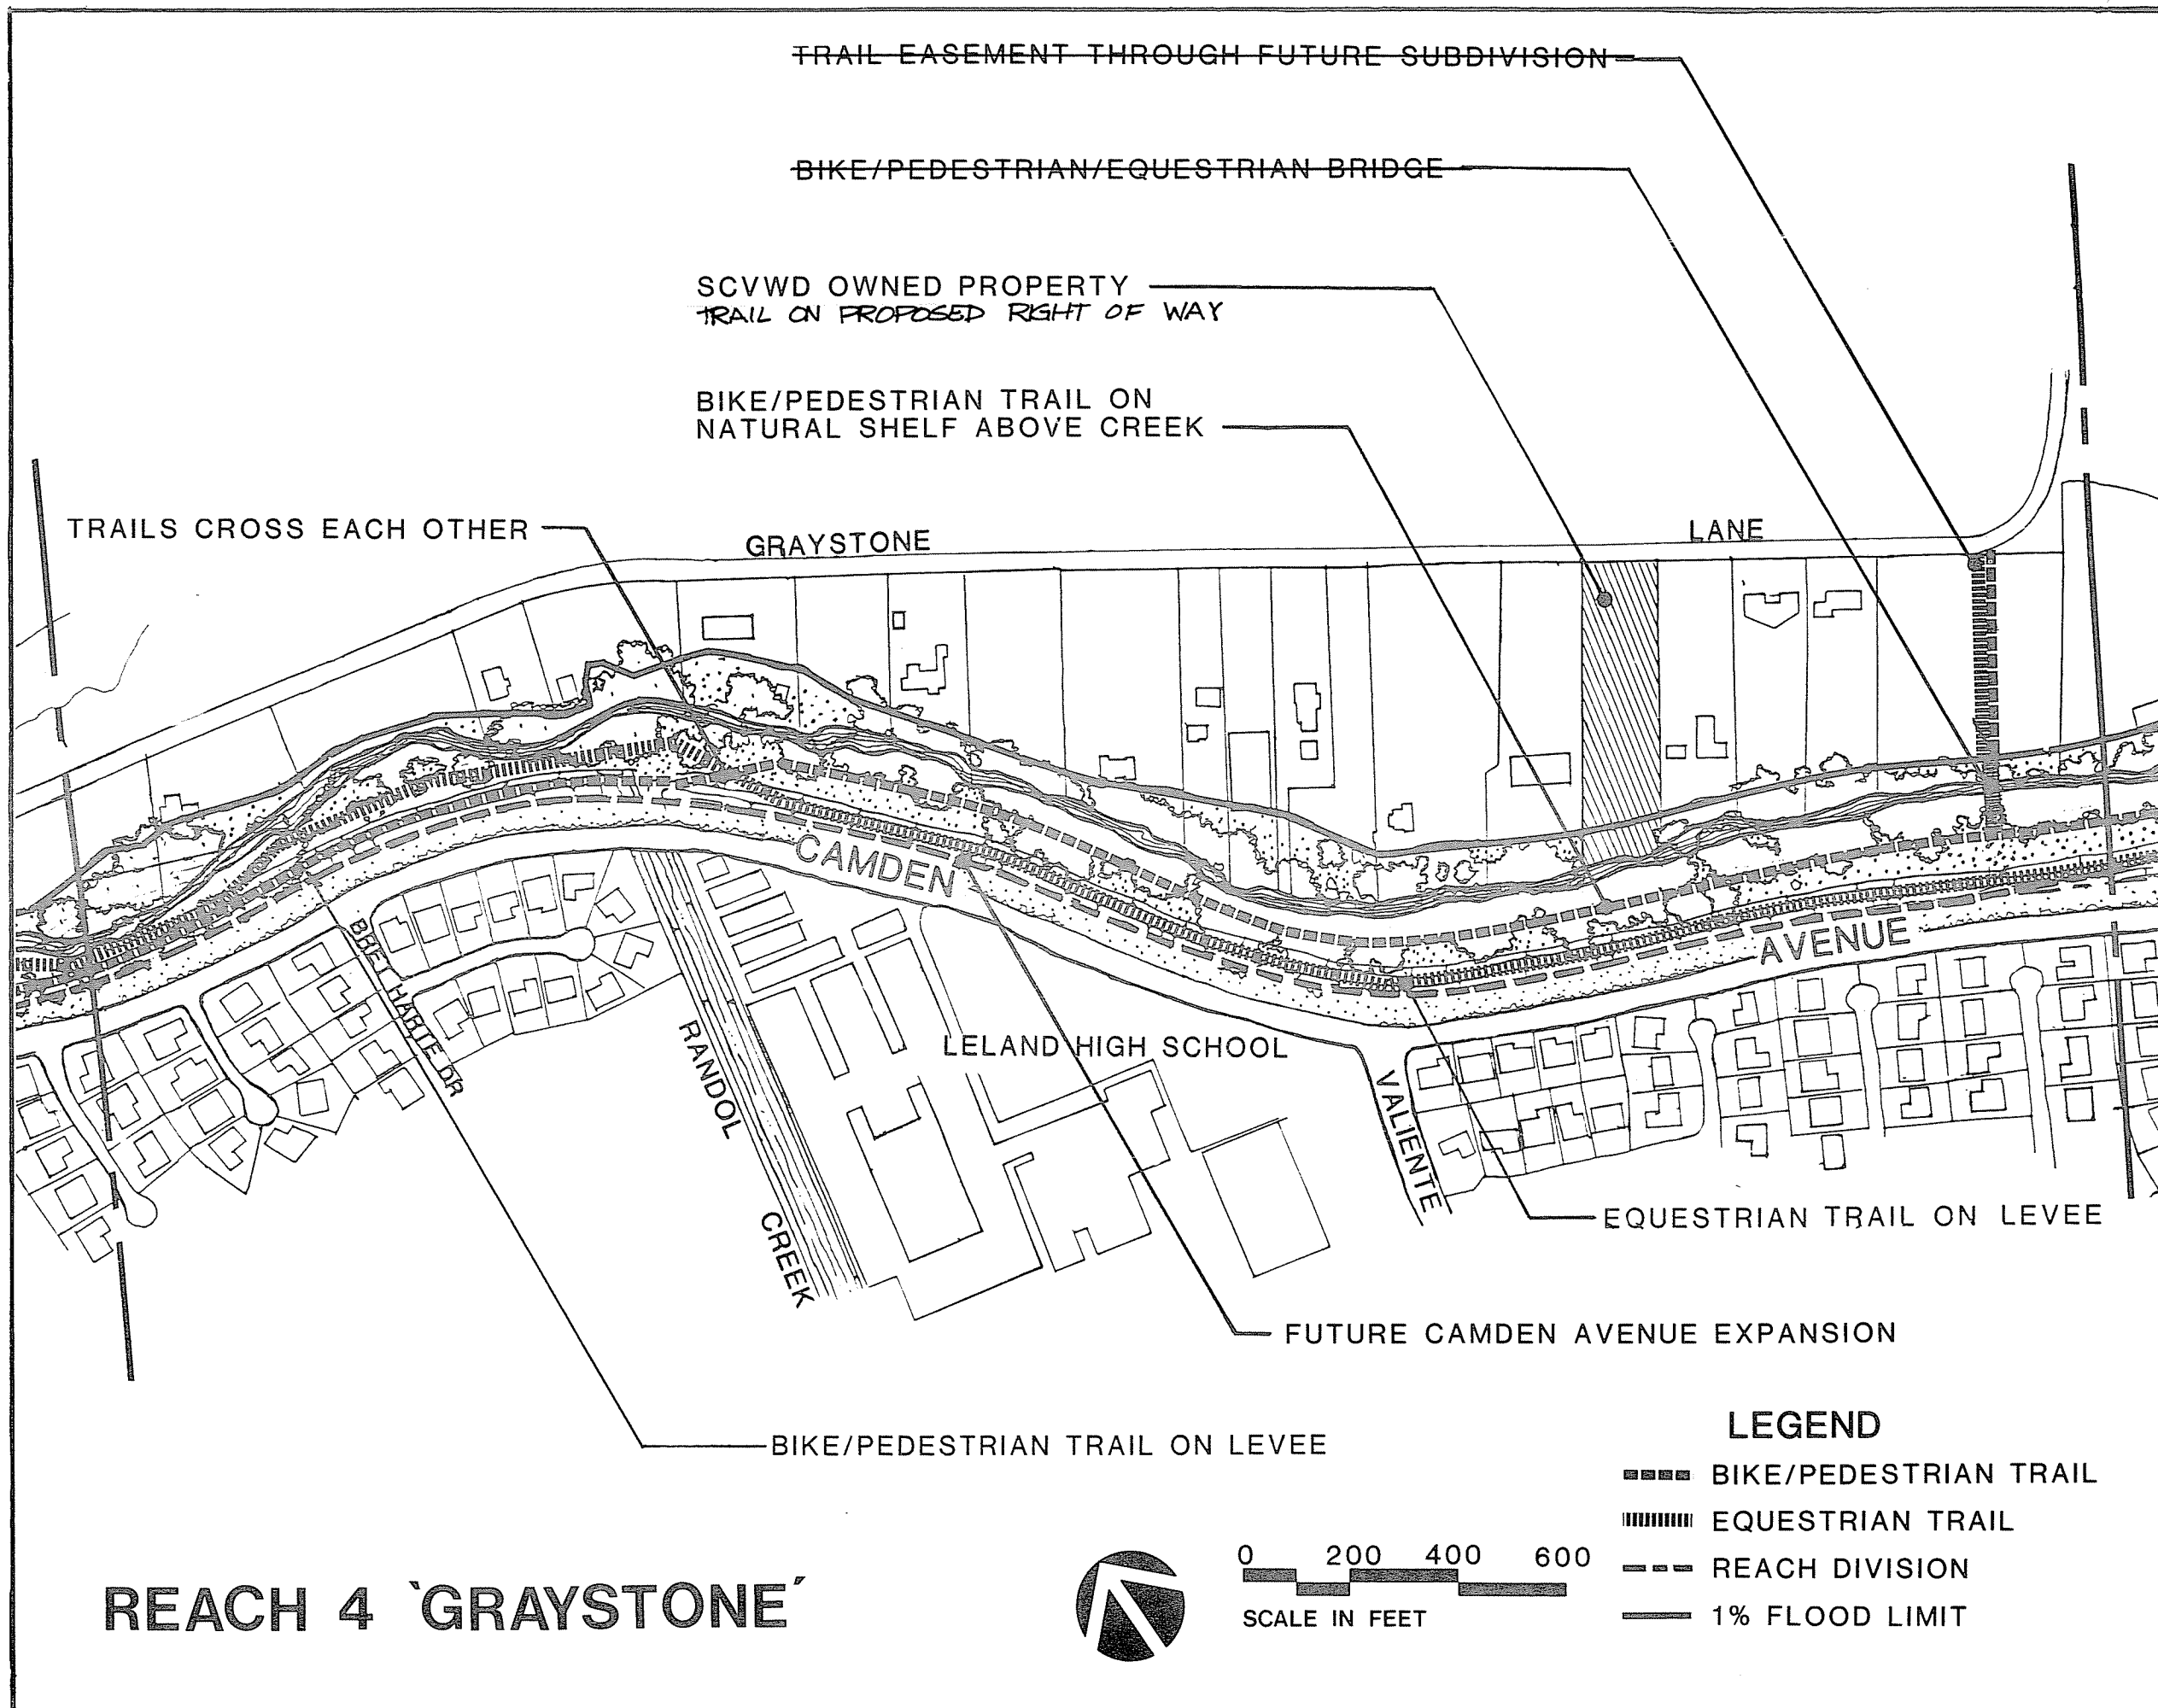 TRAIL EASEMENT THROUGH FUTURE SUBDIVISION
BIKE/PEDESTRIAN/EQUESTRIAN BRIDGE
SCVWD OWNED PROPERTY
TRAIL ON PROPOSED RIGHT OF WAY
BIKE/PEDESTRIAN TRAIL ON
NATURAL SHELF ABOVE CREEK
TRAILS CROSS EACH OTHER
GRAYSTONE LANE
CAMDEN AVENUE
BRET HARTE DR
RANDOL CREEK
LELAND HIGH SCHOOL
VALIENTE
EQUESTRIAN TRAIL ON LEVEE
FUTURE CAMDEN AVENUE EXPANSION
BIKE/PEDESTRIAN TRAIL ON LEVEE
LEGEND
BIKE/PEDESTRIAN TRAIL
EQUESTRIAN TRAIL
REACH DIVISION
1% FLOOD LIMIT
0 200 400 600
SCALE IN FEET
REACH 4 `GRAYSTONE´